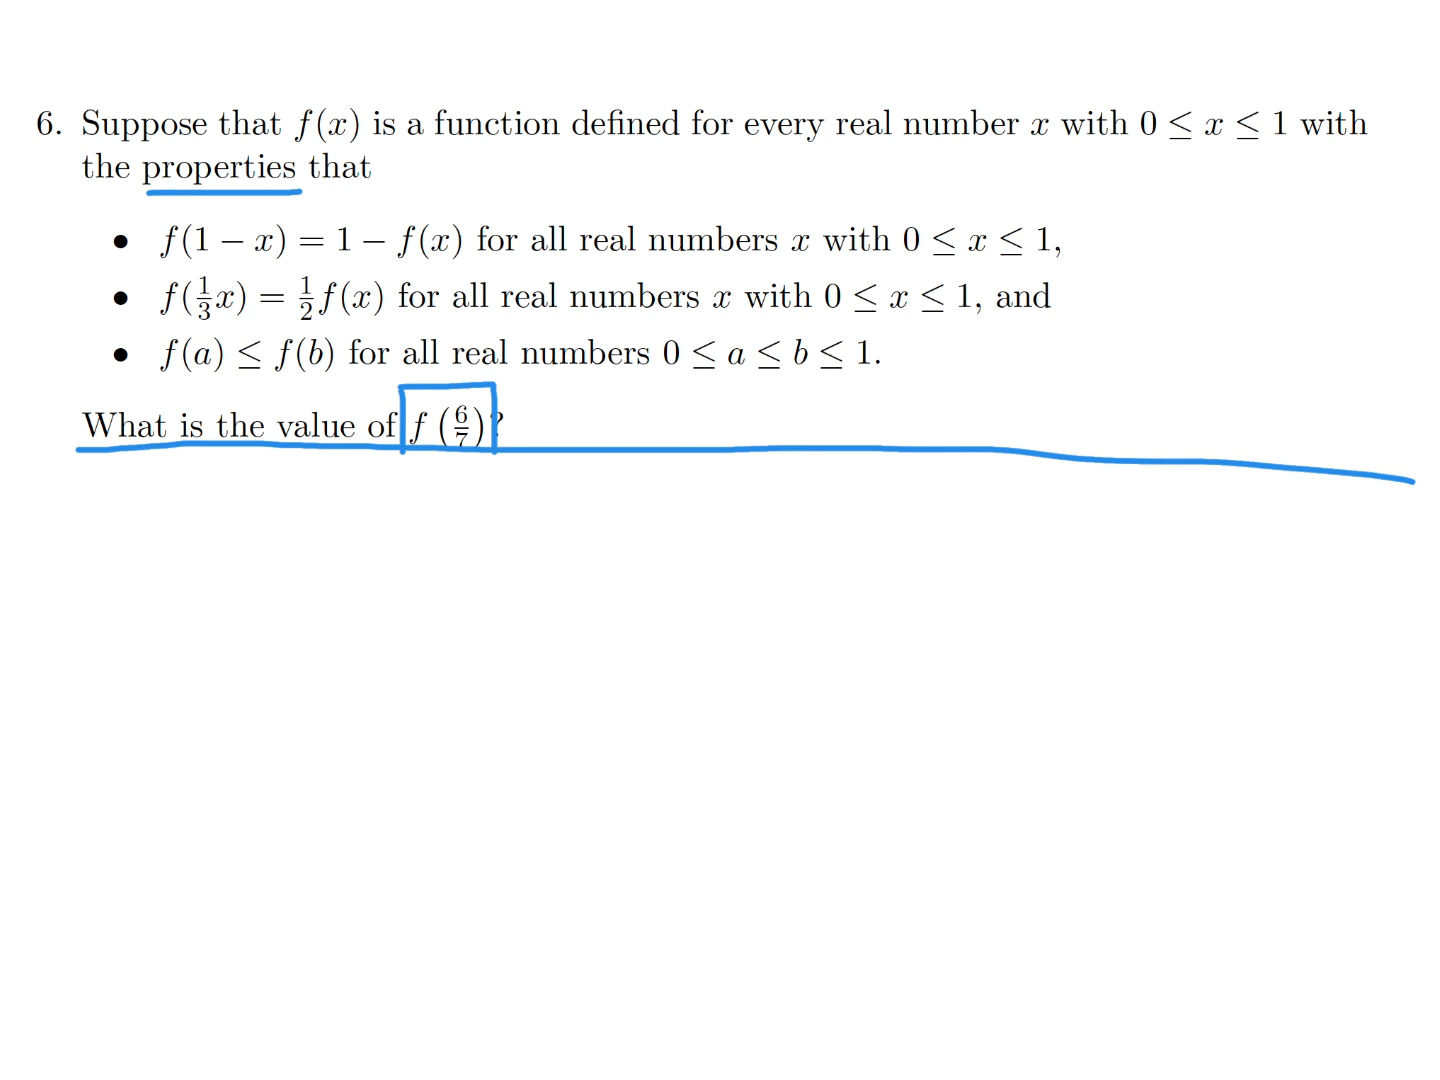 6. Suppose that f(x) is a function defined for every real number x with 0 ≤ x ≤ 1 with
the properties that
• f(1 − x) = 1 − f(x) for all real numbers x with 0 ≤ x ≤ 1,
• f(1/3x) = 1/2f(x) for all real numbers x with 0 ≤ x ≤ 1, and
• f(a) ≤ f(b) for all real numbers 0 ≤ a ≤ b ≤ 1.
What is the value of f (6/7)?